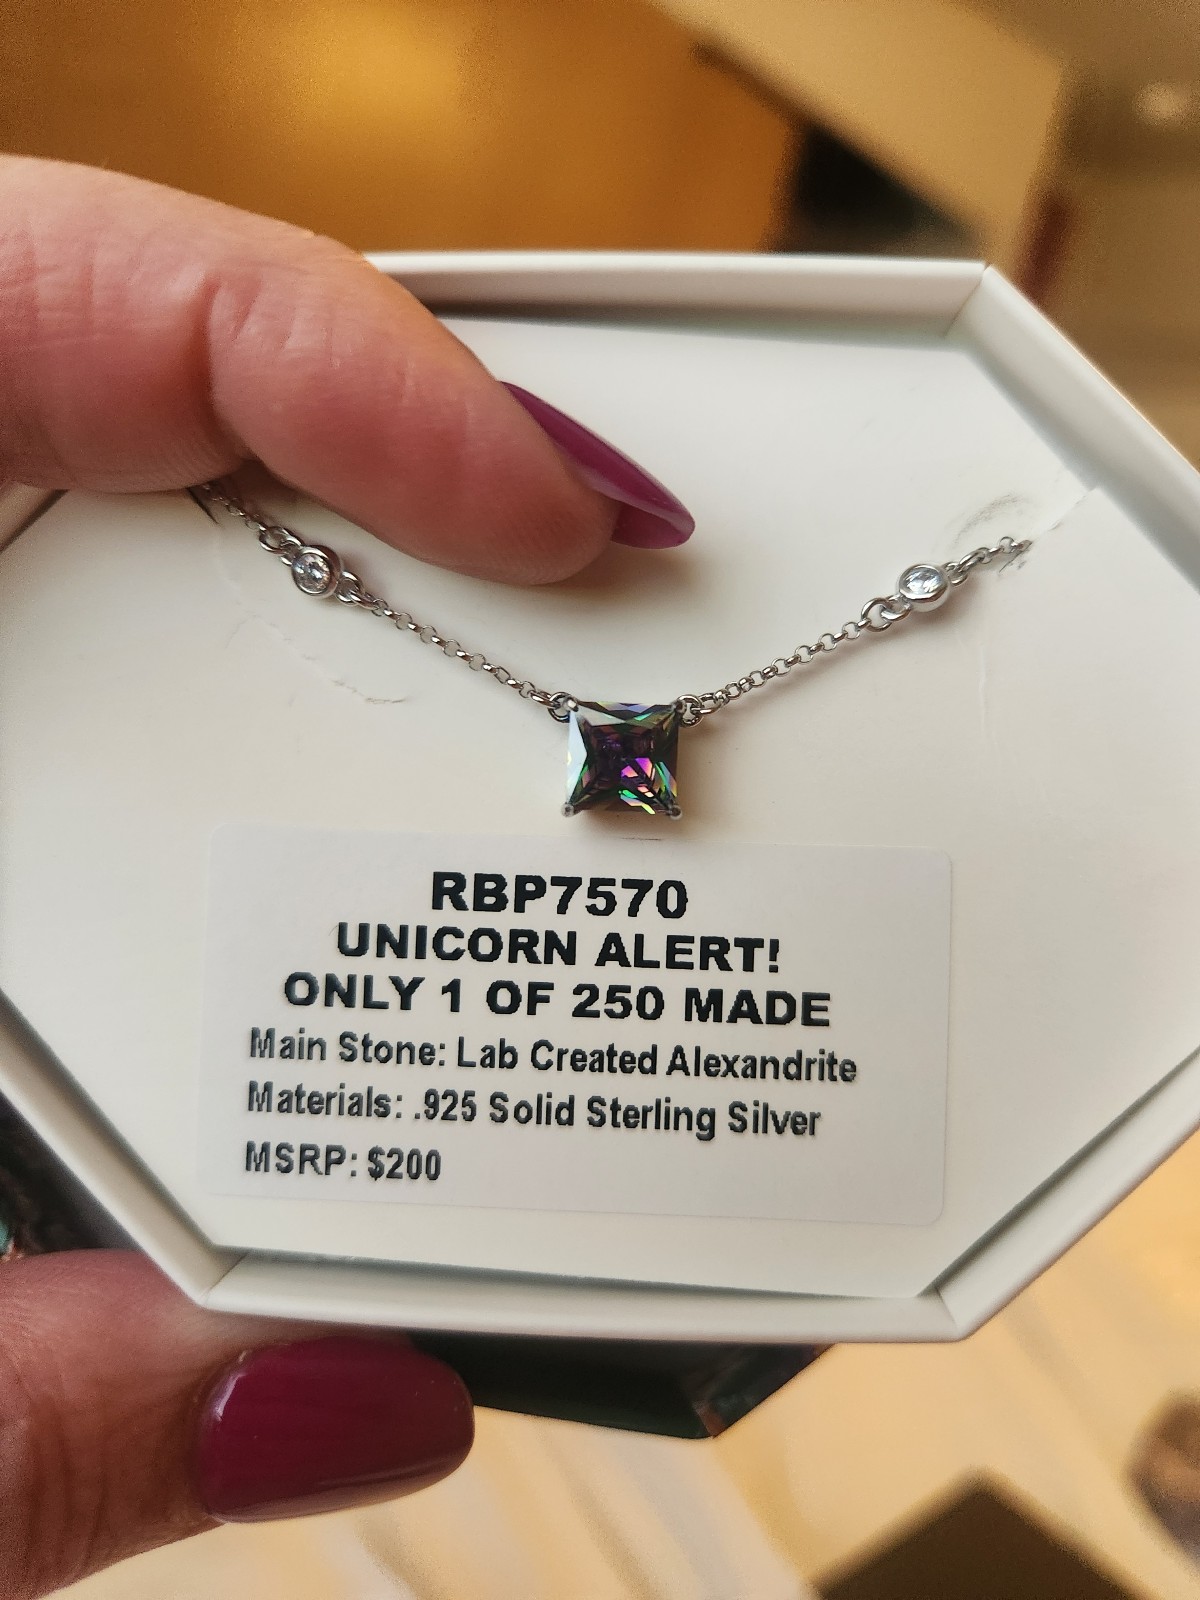 RBP7570
UNICORN ALERT!
ONLY 1 OF 250 MADE
Main Stone: Lab Created Alexandrite
Materials: .925 Solid Sterling Silver
MSRP: $200